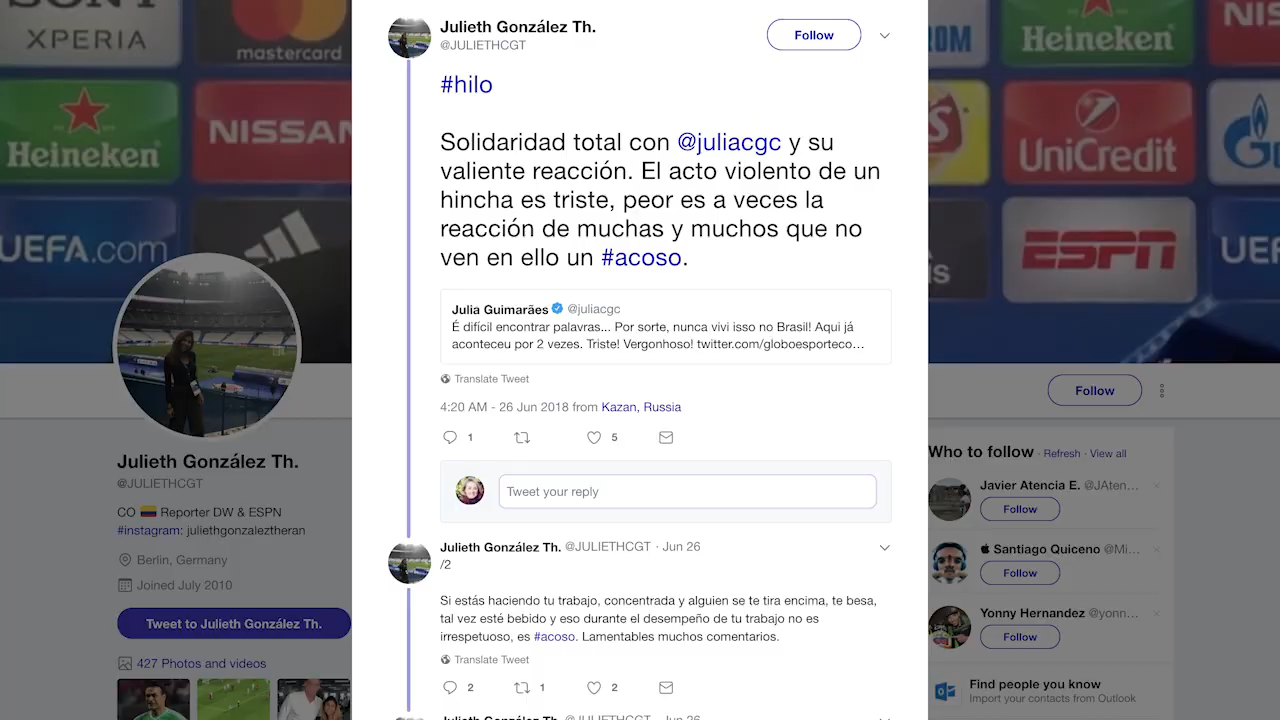 SONY
XPERIA
mastercard
Heineken
NISSAN
UEFA.com
Heineken
UniCredit
ESPN
Julieth González Th.
@JULIETHCGT
CO 🇨🇴 Reporter DW & ESPN
#instagram: juliethgonzaleztheran
Berlin, Germany
Joined July 2010
Tweet to Julieth González Th.
427 Photos and videos
Julieth González Th.
@JULIETHCGT
Follow
#hilo
Solidaridad total con @juliacgc y su
valiente reacción. El acto violento de un
hincha es triste, peor es a veces la
reacción de muchas y muchos que no
ven en ello un #acoso.
Julia Guimarães @juliacgc
É difícil encontrar palavras... Por sorte, nunca vivi isso no Brasil! Aqui já
aconteceu por 2 vezes. Triste! Vergonhoso! twitter.com/globoesporteco…
Translate Tweet
4:20 AM - 26 Jun 2018 from Kazan, Russia
1 5
Tweet your reply
Julieth González Th. @JULIETHCGT · Jun 26
/2
Si estás haciendo tu trabajo, concentrada y alguien se te tira encima, te besa,
tal vez esté bebido y eso durante el desempeño de tu trabajo no es
irrespetuoso, es #acoso. Lamentables muchos comentarios.
Translate Tweet
2 1 2
Julieth González Th. @JULIETHCGT · Jun 26
Follow
Who to follow · Refresh · View all
Javier Atencía E. @JAten...
Follow
Santiago Quiceno @Mi...
Follow
Yonny Hernandez @yonn...
Follow
Find people you know
Import your contacts from Outlook